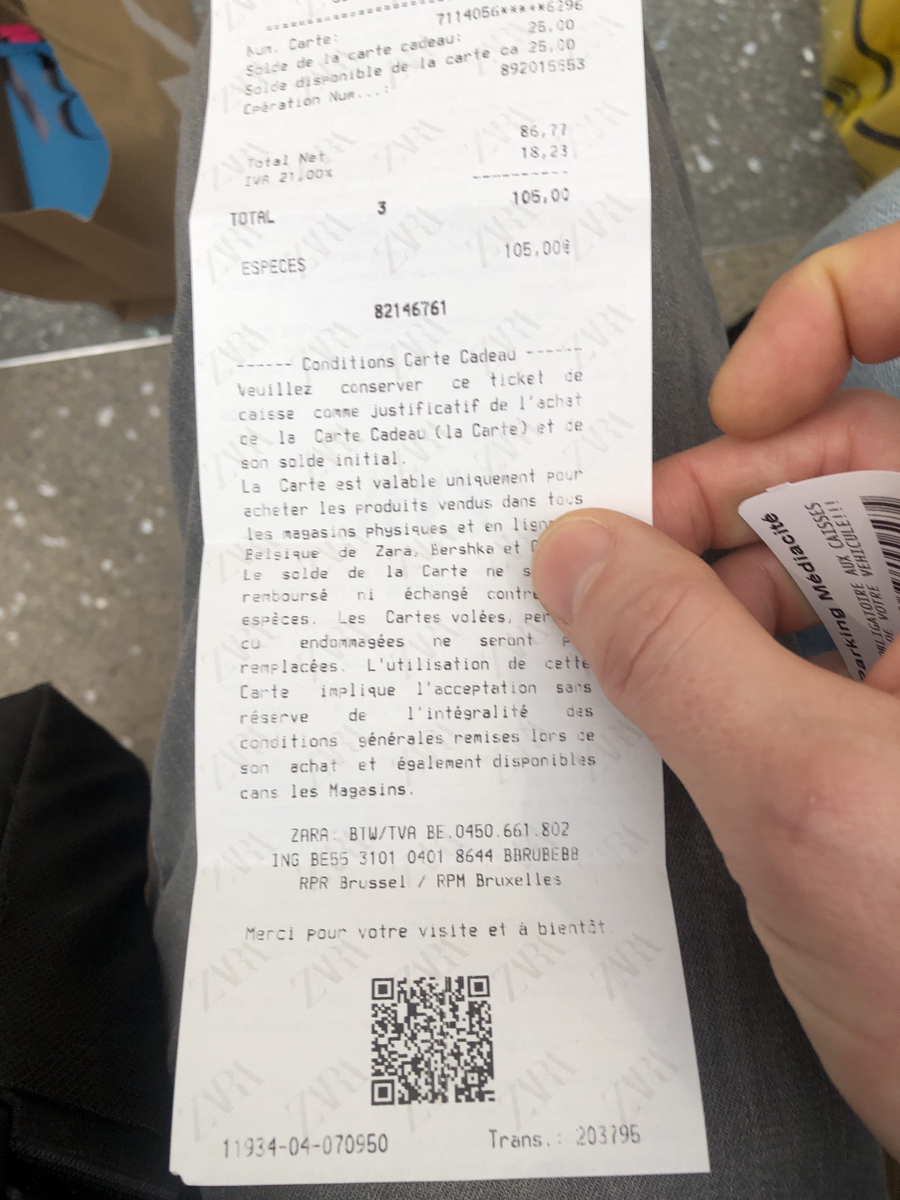 Num. Carte: 7114056*****6296
Solde de la carte cadeau: 25,00
Solde disponible de la carte ca 25,00
Opération Num...: 892015553
Total Net 86,77
IVA 21,00% 18,23
TOTAL 3 105,00
ESPECES 105,00€
82146761
------ Conditions Carte Cadeau ------
Veuillez conserver ce ticket de
caisse comme justificatif de l'achat
de la Carte Cadeau (la Carte) et de
son solde initial.
La Carte est valable uniquement pour
acheter les produits vendus dans tous
les magasins physiques et en lign
Belgique de Zara, Bershka et
Le solde de la Carte ne s
remboursé ni échangé contre
espèces. Les Cartes volées, per
ou endommagées ne seront p
remplacées. L'utilisation de cette
Carte implique l'acceptation sans
réserve de l'intégralité des
conditions générales remises lors de
son achat et également disponibles
dans les Magasins.
ZARA: BTW/TVA BE.0450.661.802
ING BE55 3101 0401 8644 BBRUBEBB
RPR Brussel / RPM Bruxelles
Merci pour votre visite et à bientôt.
11934-04-070950 Trans.: 203795
Parking Médiacité
OBLIGATOIRE AUX CAISSES
DE VOTRE VEHICULE!!!